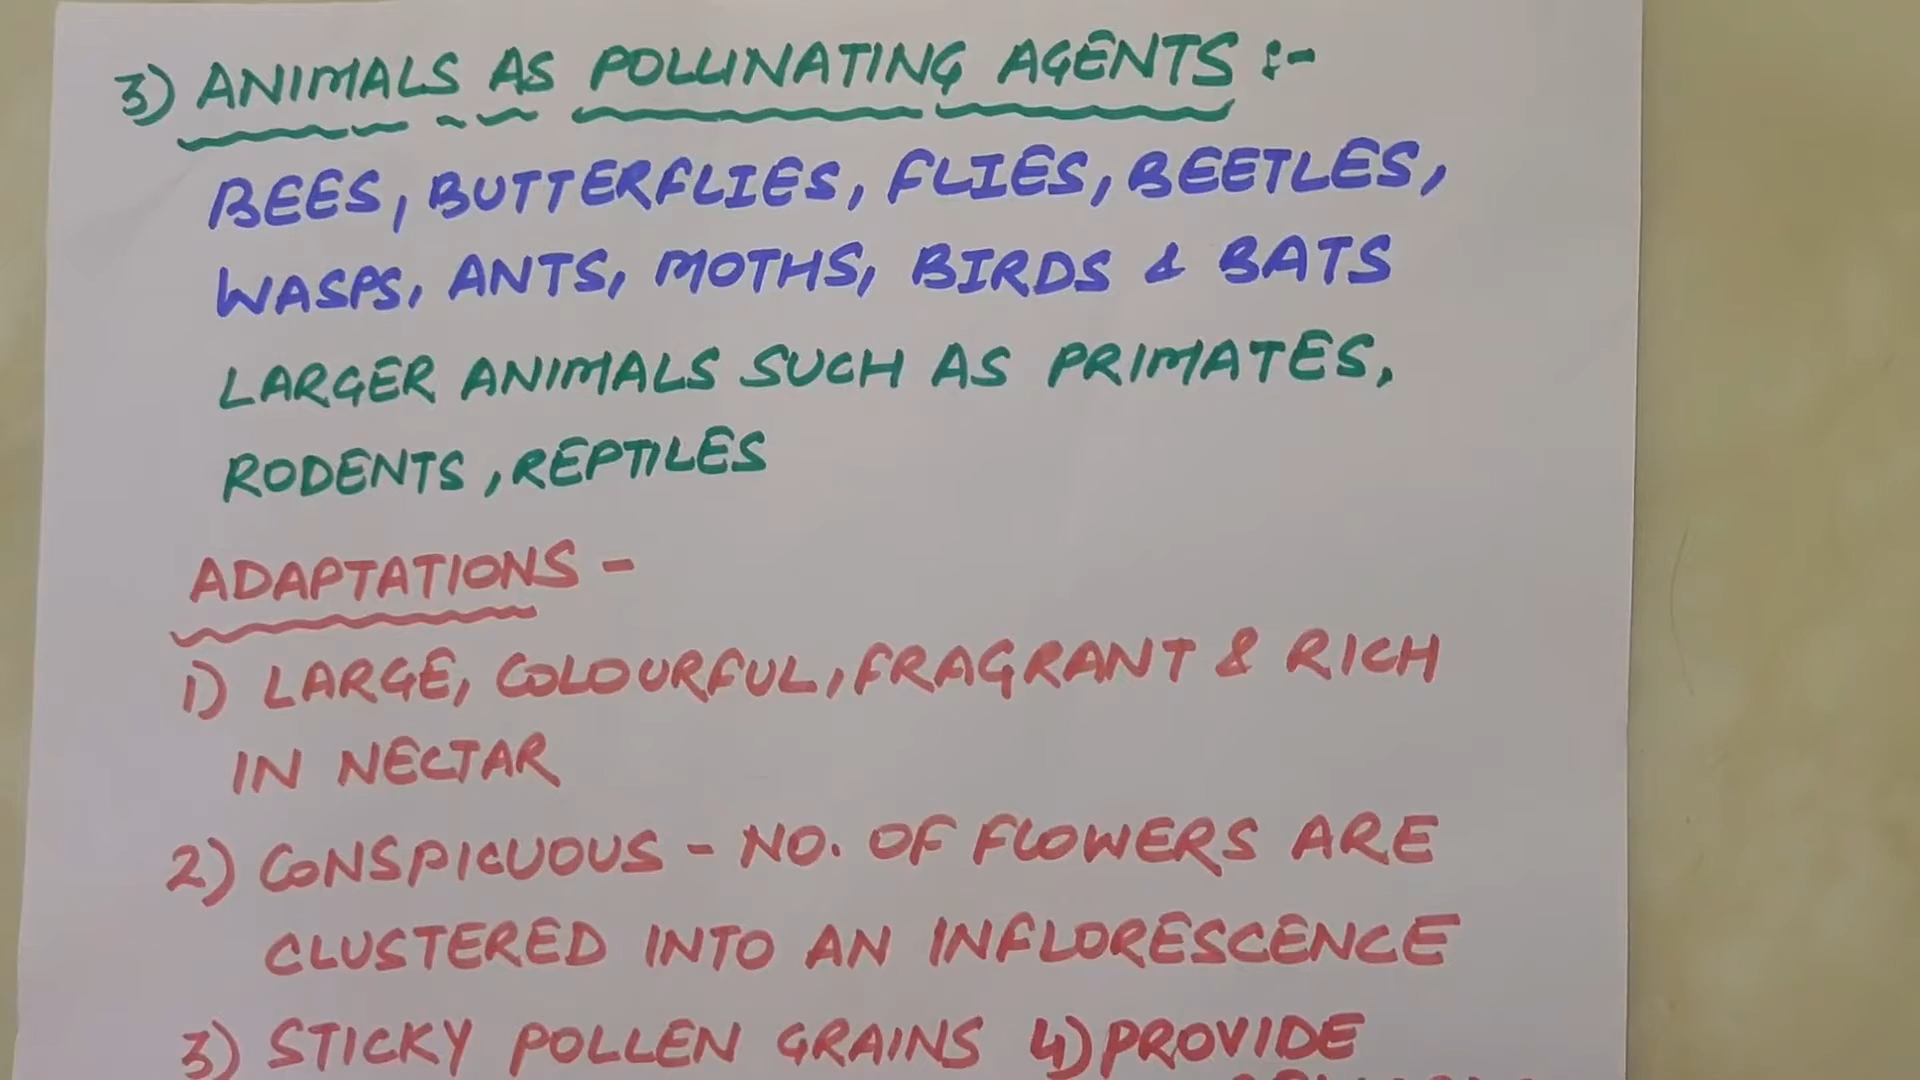 3) ANIMALS AS POLLINATING AGENTS :-
BEES, BUTTERFLIES, FLIES, BEETLES,
WASPS, ANTS, MOTHS, BIRDS & BATS
LARGER ANIMALS SUCH AS PRIMATES,
RODENTS, REPTILES
ADAPTATIONS -
1) LARGE, COLOURFUL, FRAGRANT & RICH
IN NECTAR
2) CONSPICUOUS - NO. OF FLOWERS ARE
CLUSTERED INTO AN INFLORESCENCE
3) STICKY POLLEN GRAINS 4) PROVIDE